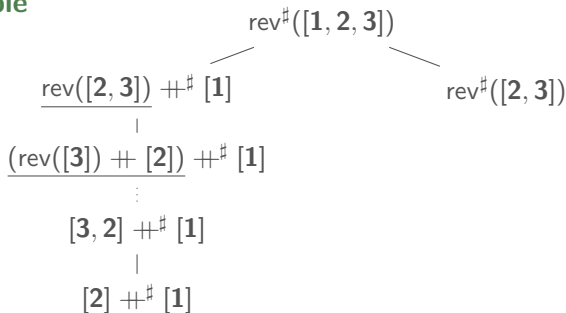 ple
rev♯([1, 2, 3])
rev([2, 3]) ⧺♯ [1]
rev♯([2, 3])
(rev([3]) ⧺ [2]) ⧺♯ [1]
⋮
[3, 2] ⧺♯ [1]
[2] ⧺♯ [1]